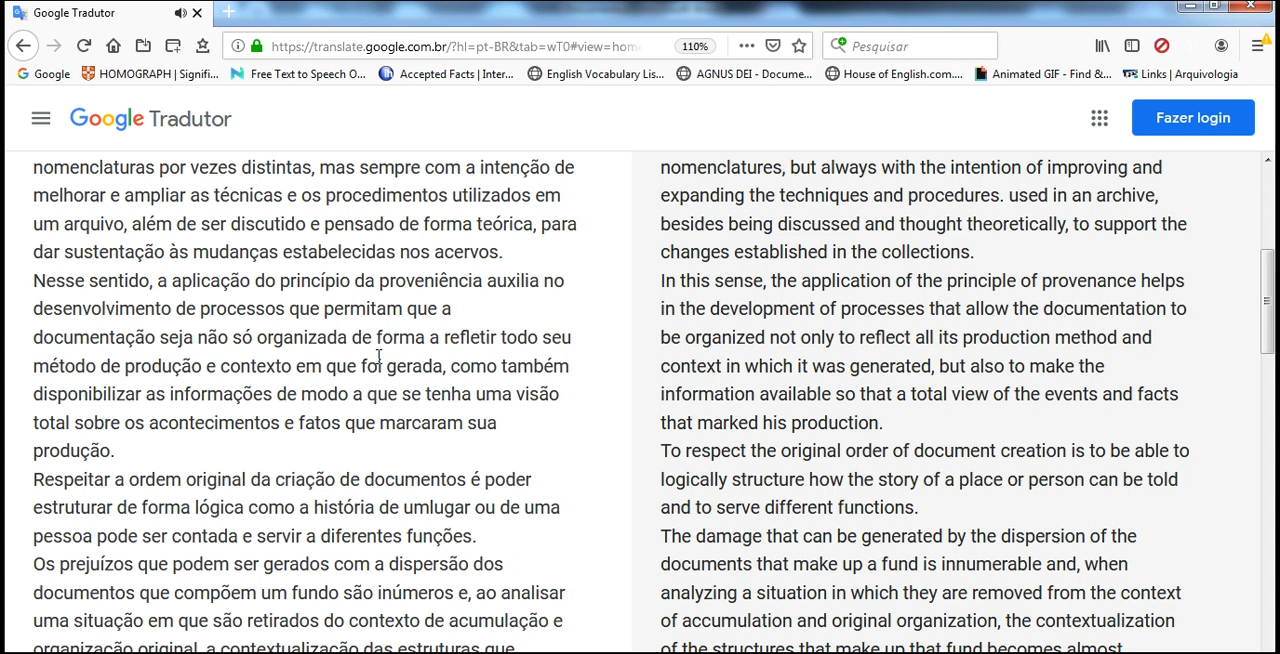 Google Tradutor
https://translate.google.com.br/?hl=pt-BR&tab=wT0#view=hom
110%
Pesquisar
Google
HOMOGRAPH | Signifi...
Free Text to Speech O...
Accepted Facts | Inter...
English Vocabulary Lis...
AGNUS DEI - Docume...
House of English.com....
Animated GIF - Find &...
Links | Arquivologia
Google Tradutor
Fazer login
nomenclaturas por vezes distintas, mas sempre com a intenção de
melhorar e ampliar as técnicas e os procedimentos utilizados em
um arquivo, além de ser discutido e pensado de forma teórica, para
dar sustentação às mudanças estabelecidas nos acervos.
Nesse sentido, a aplicação do princípio da proveniência auxilia no
desenvolvimento de processos que permitam que a
documentação seja não só organizada de forma a refletir todo seu
método de produção e contexto em que foi gerada, como também
disponibilizar as informações de modo a que se tenha uma visão
total sobre os acontecimentos e fatos que marcaram sua
produção.
Respeitar a ordem original da criação de documentos é poder
estruturar de forma lógica como a história de umlugar ou de uma
pessoa pode ser contada e servir a diferentes funções.
Os prejuízos que podem ser gerados com a dispersão dos
documentos que compõem um fundo são inúmeros e, ao analisar
uma situação em que são retirados do contexto de acumulação e
organização original, a contextualização das estruturas que
nomenclatures, but always with the intention of improving and
expanding the techniques and procedures. used in an archive,
besides being discussed and thought theoretically, to support the
changes established in the collections.
In this sense, the application of the principle of provenance helps
in the development of processes that allow the documentation to
be organized not only to reflect all its production method and
context in which it was generated, but also to make the
information available so that a total view of the events and facts
that marked his production.
To respect the original order of document creation is to be able to
logically structure how the story of a place or person can be told
and to serve different functions.
The damage that can be generated by the dispersion of the
documents that make up a fund is innumerable and, when
analyzing a situation in which they are removed from the context
of accumulation and original organization, the contextualization
of the structures that make up that fund becomes almost